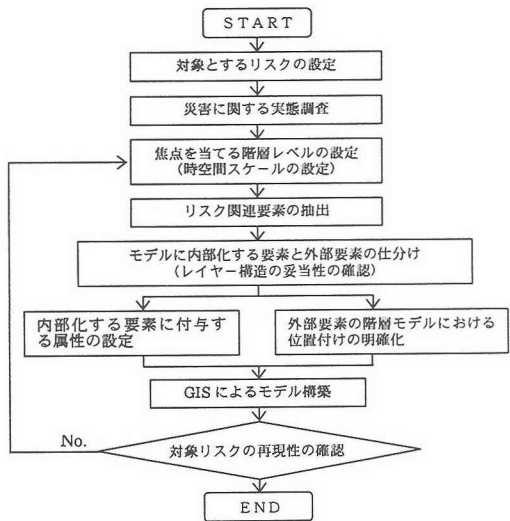 START
対象とするリスクの設定
災害に関する実態調査
焦点を当てる階層レベルの設定
(時空間スケールの設定)
リスク関連要素の抽出
モデルに内部化する要素と外部要素の仕分け
(レイヤー構造の妥当性の確認)
内部化する要素に付与す
る属性の設定
外部要素の階層モデルにおける
位置付けの明確化
GISによるモデル構築
No.
対象リスクの再現性の確認
END